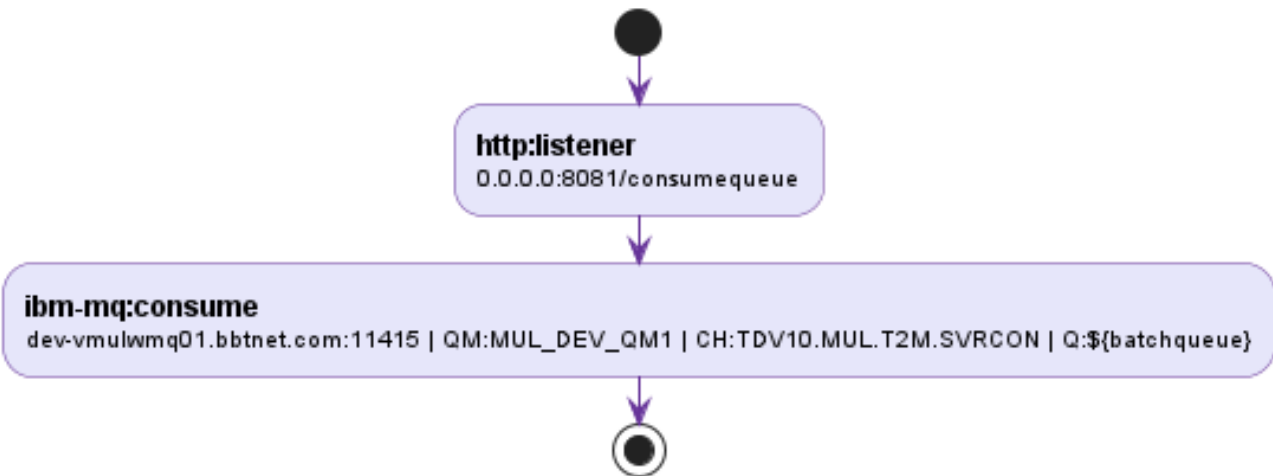 http:listener
0.0.0.0:8081/consumequeue
ibm-mq:consume
dev-vmulwmq01.bbtnet.com:11415 | QM:MUL_DEV_QM1 | CH:TDV10.MUL.T2M.SVRCON | Q:${batchqueue}